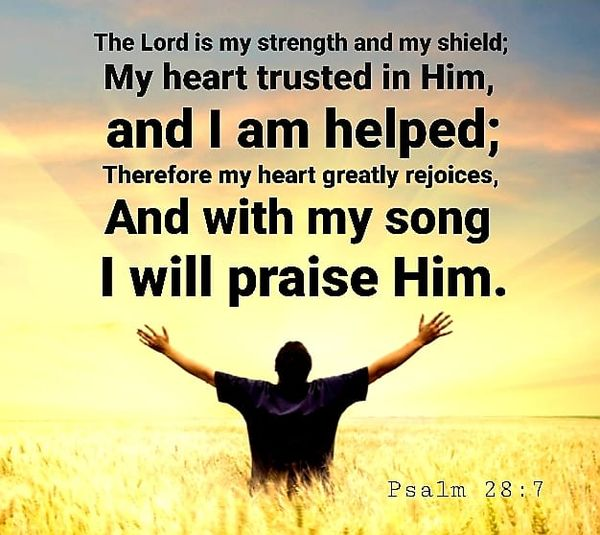 The Lord is my strength and my shield;
My heart trusted in Him,
and I am helped;
Therefore my heart greatly rejoices,
And with my song
I will praise Him.
Psalm 28:7